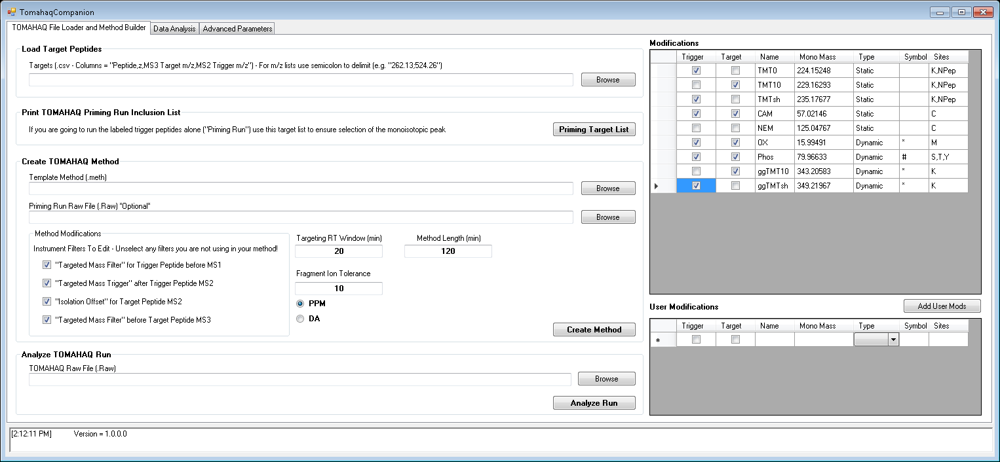 TomahaqCompanion
TOMAHAQ File Loader and Method Builder Data Analysis Advanced Parameters
Load Target Peptides
Targets (.csv - Columns = "Peptide,z,MS3 Target m/z,MS2 Trigger m/z") - For m/z lists use semicolon to delimit (e.g. "262.13;524.26")
Browse
Print TOMAHAQ Priming Run Inclusion List
If you are going to run the labeled trigger peptides alone ("Priming Run") use this target list to ensure selection of the monoisotopic peak
Priming Target List
Create TOMAHAQ Method
Template Method (.meth)
Browse
Priming Run Raw File (.Raw) *Optional*
Browse
Method Modifications
Instrument Filters To Edit - Unselect any filters you are not using in your method!
"Targeted Mass Filter" for Trigger Peptide before MS1
"Targeted Mass Trigger" after Trigger Peptide MS2
"Isolation Offset" for Target Peptide MS2
"Targeted Mass Filter" before Target Peptide MS3
Targeting RT Window (min) Method Length (min)
20 120
Fragment Ion Tolerance
10
PPM
DA
Create Method
Analyze TOMAHAQ Run
TOMAHAQ Raw File (.Raw)
Browse
Analyze Run
Modifications
Trigger Target Name Mono Mass Type Symbol Sites
TMT0 224.15248 Static K,NPep
TMT10 229.16293 Static K,NPep
TMTsh 235.17677 Static K,NPep
CAM 57.02146 Static C
NEM 125.04767 Static C
OX 15.99491 Dynamic * M
Phos 79.96633 Dynamic # S,T,Y
ggTMT10 343.20583 Dynamic * K
ggTMTsh 349.21967 Dynamic * K
User Modifications Add User Mods
Trigger Target Name Mono Mass Type Symbol Sites
[2:12:11 PM] Version = 1.0.0.0